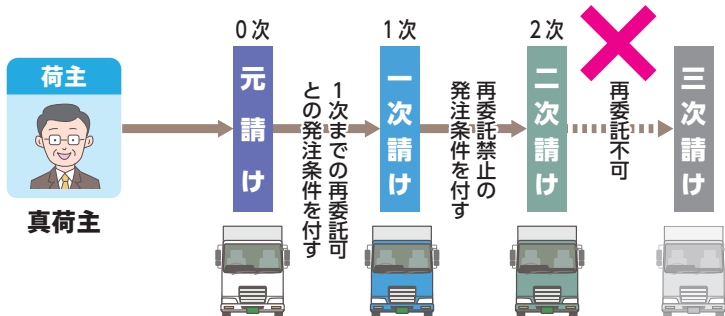 荷主
真荷主
0次
元請け
1次までの再委託可
との発注条件を付す
1次
一次請け
再委託禁止の
発注条件を付す
2次
二次請け
再委託不可
三次請け